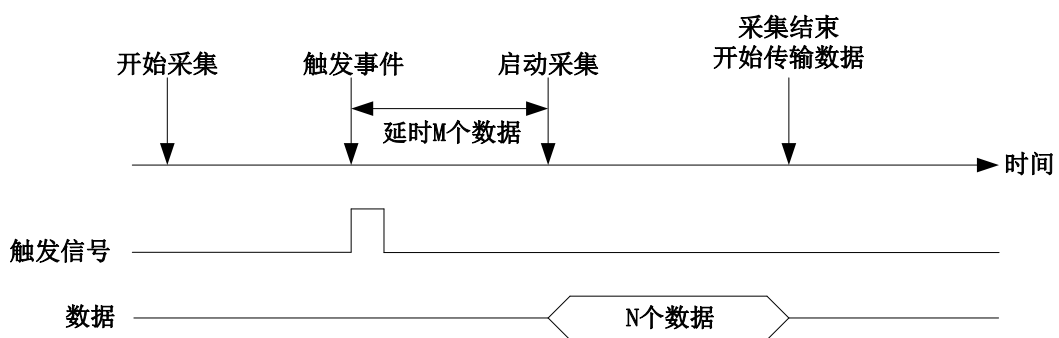 采集结束
开始传输数据
开始采集
触发事件
启动采集
延时M个数据
时间
触发信号
数据
N个数据